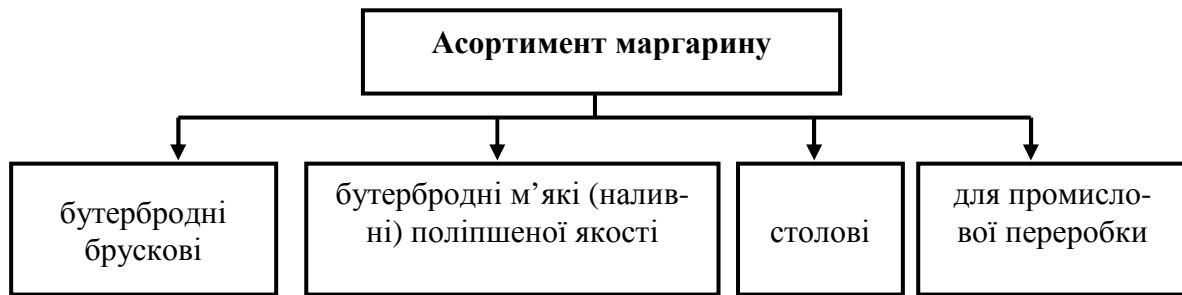 Асортимент маргарину
бутербродні
брускові
бутербродні м’які (налив-
ні) поліпшеної якості
столові
для промисло-
вої переробки